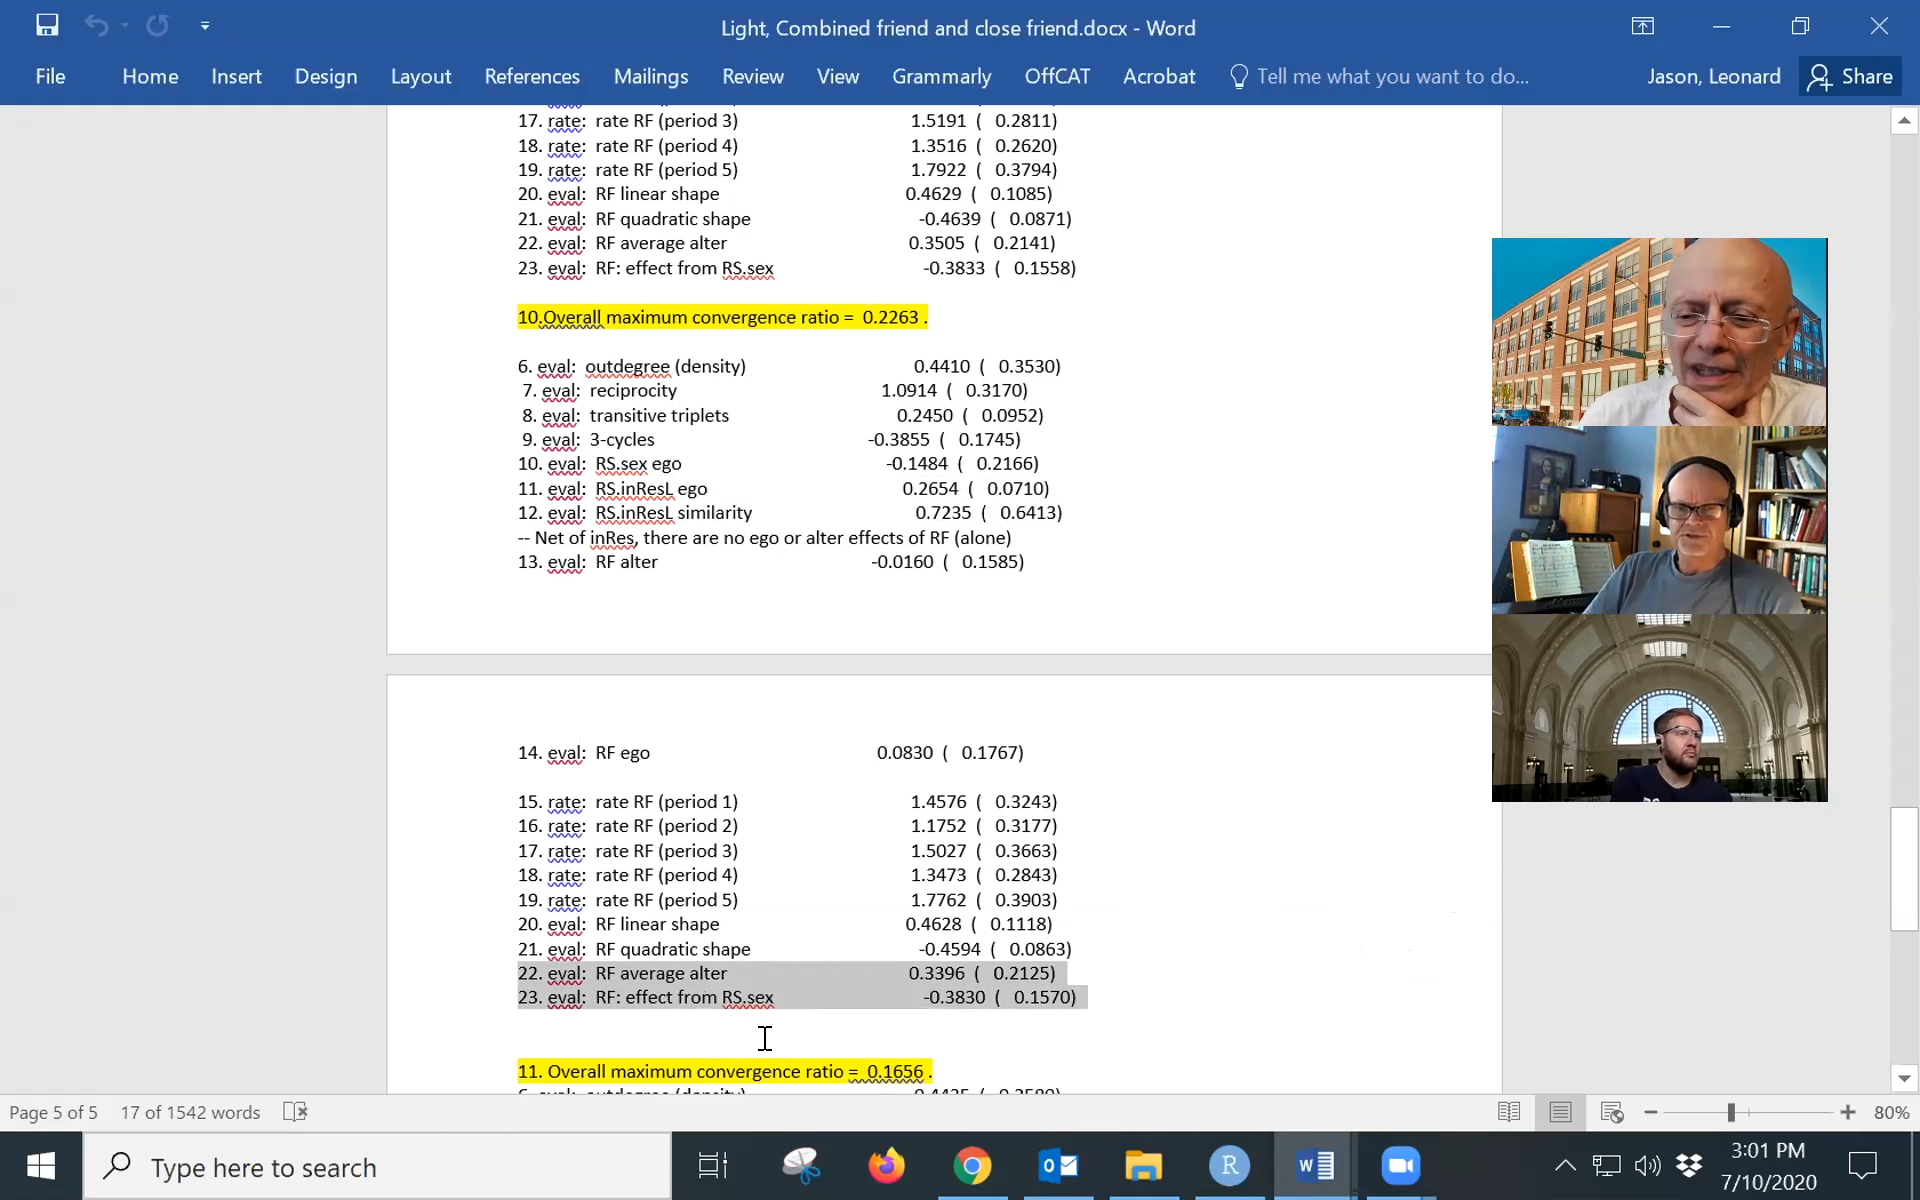 Light, Combined friend and close friend.docx - Word
File Home Insert Design Layout References Mailings Review View Grammarly OffCAT Acrobat Tell me what you want to do... Jason, Leonard Share
17. rate: rate RF (period 3) 1.5191 ( 0.2811)
18. rate: rate RF (period 4) 1.3516 ( 0.2620)
19. rate: rate RF (period 5) 1.7922 ( 0.3794)
20. eval: RF linear shape 0.4629 ( 0.1085)
21. eval: RF quadratic shape -0.4639 ( 0.0871)
22. eval: RF average alter 0.3505 ( 0.2141)
23. eval: RF: effect from RS.sex -0.3833 ( 0.1558)
10.Overall maximum convergence ratio = 0.2263 .
6. eval: outdegree (density) 0.4410 ( 0.3530)
7. eval: reciprocity 1.0914 ( 0.3170)
8. eval: transitive triplets 0.2450 ( 0.0952)
9. eval: 3-cycles -0.3855 ( 0.1745)
10. eval: RS.sex ego -0.1484 ( 0.2166)
11. eval: RS.inResL ego 0.2654 ( 0.0710)
12. eval: RS.inResL similarity 0.7235 ( 0.6413)
-- Net of inRes, there are no ego or alter effects of RF (alone)
13. eval: RF alter -0.0160 ( 0.1585)
14. eval: RF ego 0.0830 ( 0.1767)
15. rate: rate RF (period 1) 1.4576 ( 0.3243)
16. rate: rate RF (period 2) 1.1752 ( 0.3177)
17. rate: rate RF (period 3) 1.5027 ( 0.3663)
18. rate: rate RF (period 4) 1.3473 ( 0.2843)
19. rate: rate RF (period 5) 1.7762 ( 0.3903)
20. eval: RF linear shape 0.4628 ( 0.1118)
21. eval: RF quadratic shape -0.4594 ( 0.0863)
22. eval: RF average alter 0.3396 ( 0.2125)
23. eval: RF: effect from RS.sex -0.3830 ( 0.1570)
11. Overall maximum convergence ratio = 0.1656 .
Page 5 of 5 17 of 1542 words 80%
Type here to search
3:01 PM
7/10/2020